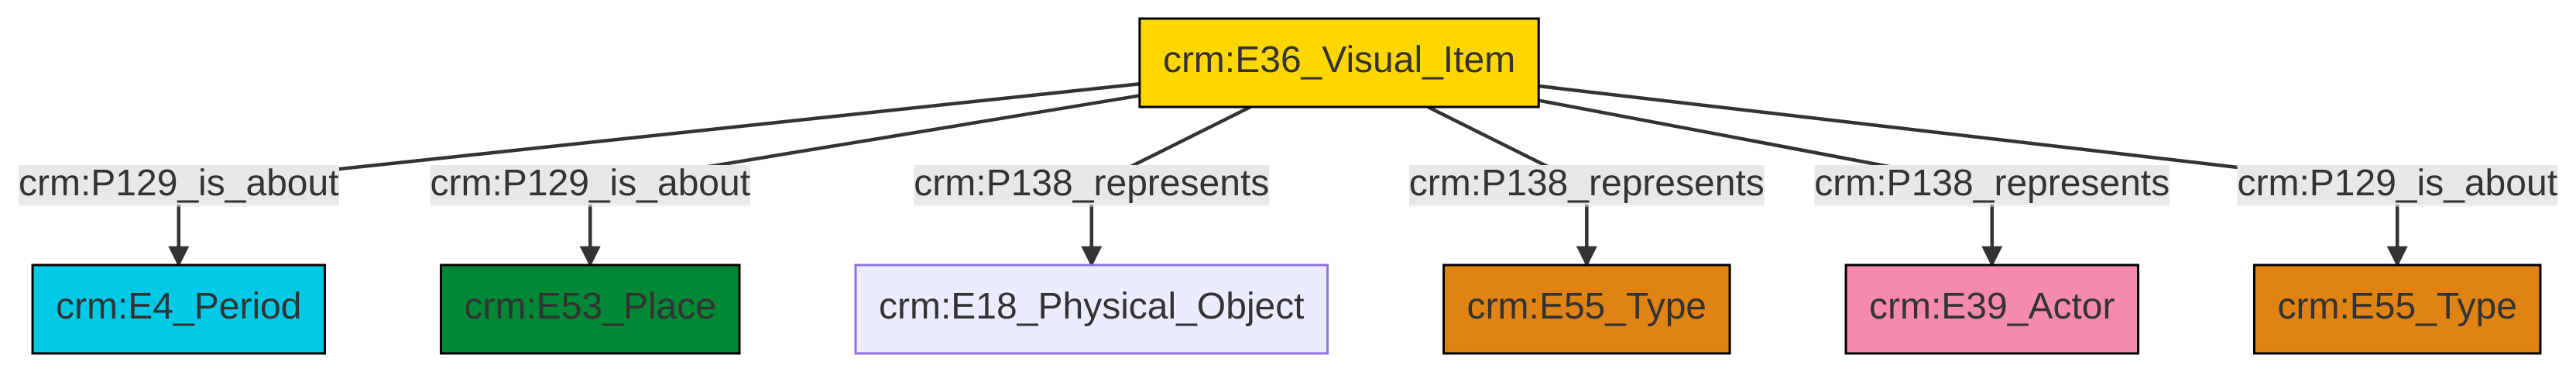 crm:E36_Visual_Item
crm:P129_is_about
crm:P129_is_about
crm:P138_represents
crm:P138_represents
crm:P138_represents
crm:P129_is_about
crm:E4_Period
crm:E53_Place
crm:E18_Physical_Object
crm:E55_Type
crm:E39_Actor
crm:E55_Type